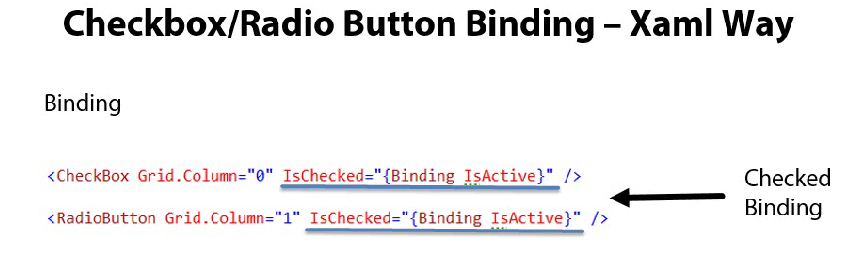 Checkbox/Radio Button Binding – Xaml Way
Binding
<CheckBox Grid.Column="0" IsChecked="{Binding IsActive}" />
<RadioButton Grid.Column="1" IsChecked="{Binding IsActive}" />
Checked
Binding